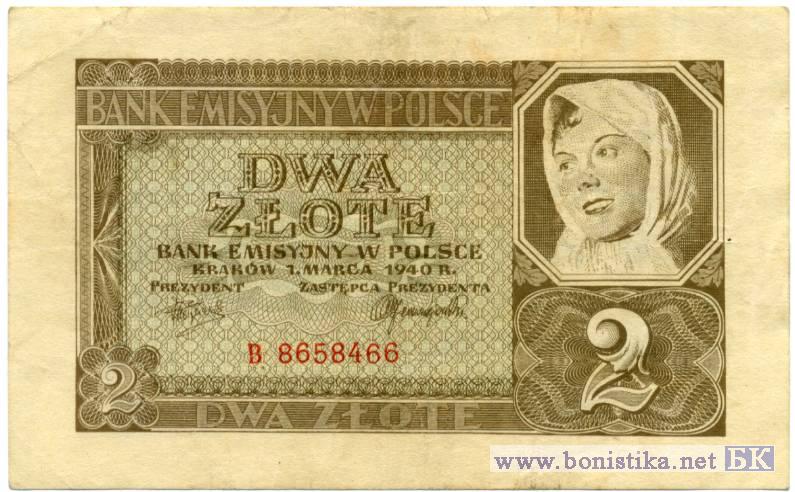 BANK EMISYJNY W POLSCE
DWA
ZŁOTE
BANK EMISYJNY W POLSCE
KRAKÓW 1. MARCA 1940 R.
PREZYDENT ZASTĘPCA PREZYDENTA
B 8658466
2
2
DWA ZŁOTE
www.bonistika.net БК